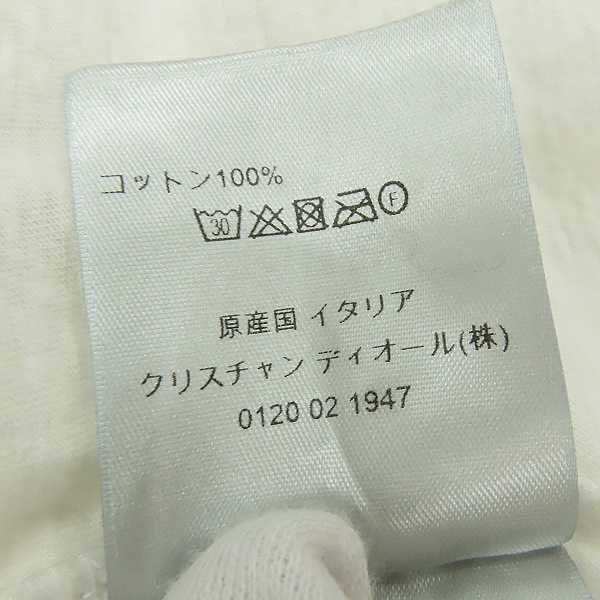 コットン100%
30 F
原産国 イタリア
クリスチャン ディオール(株)
0120 02 1947